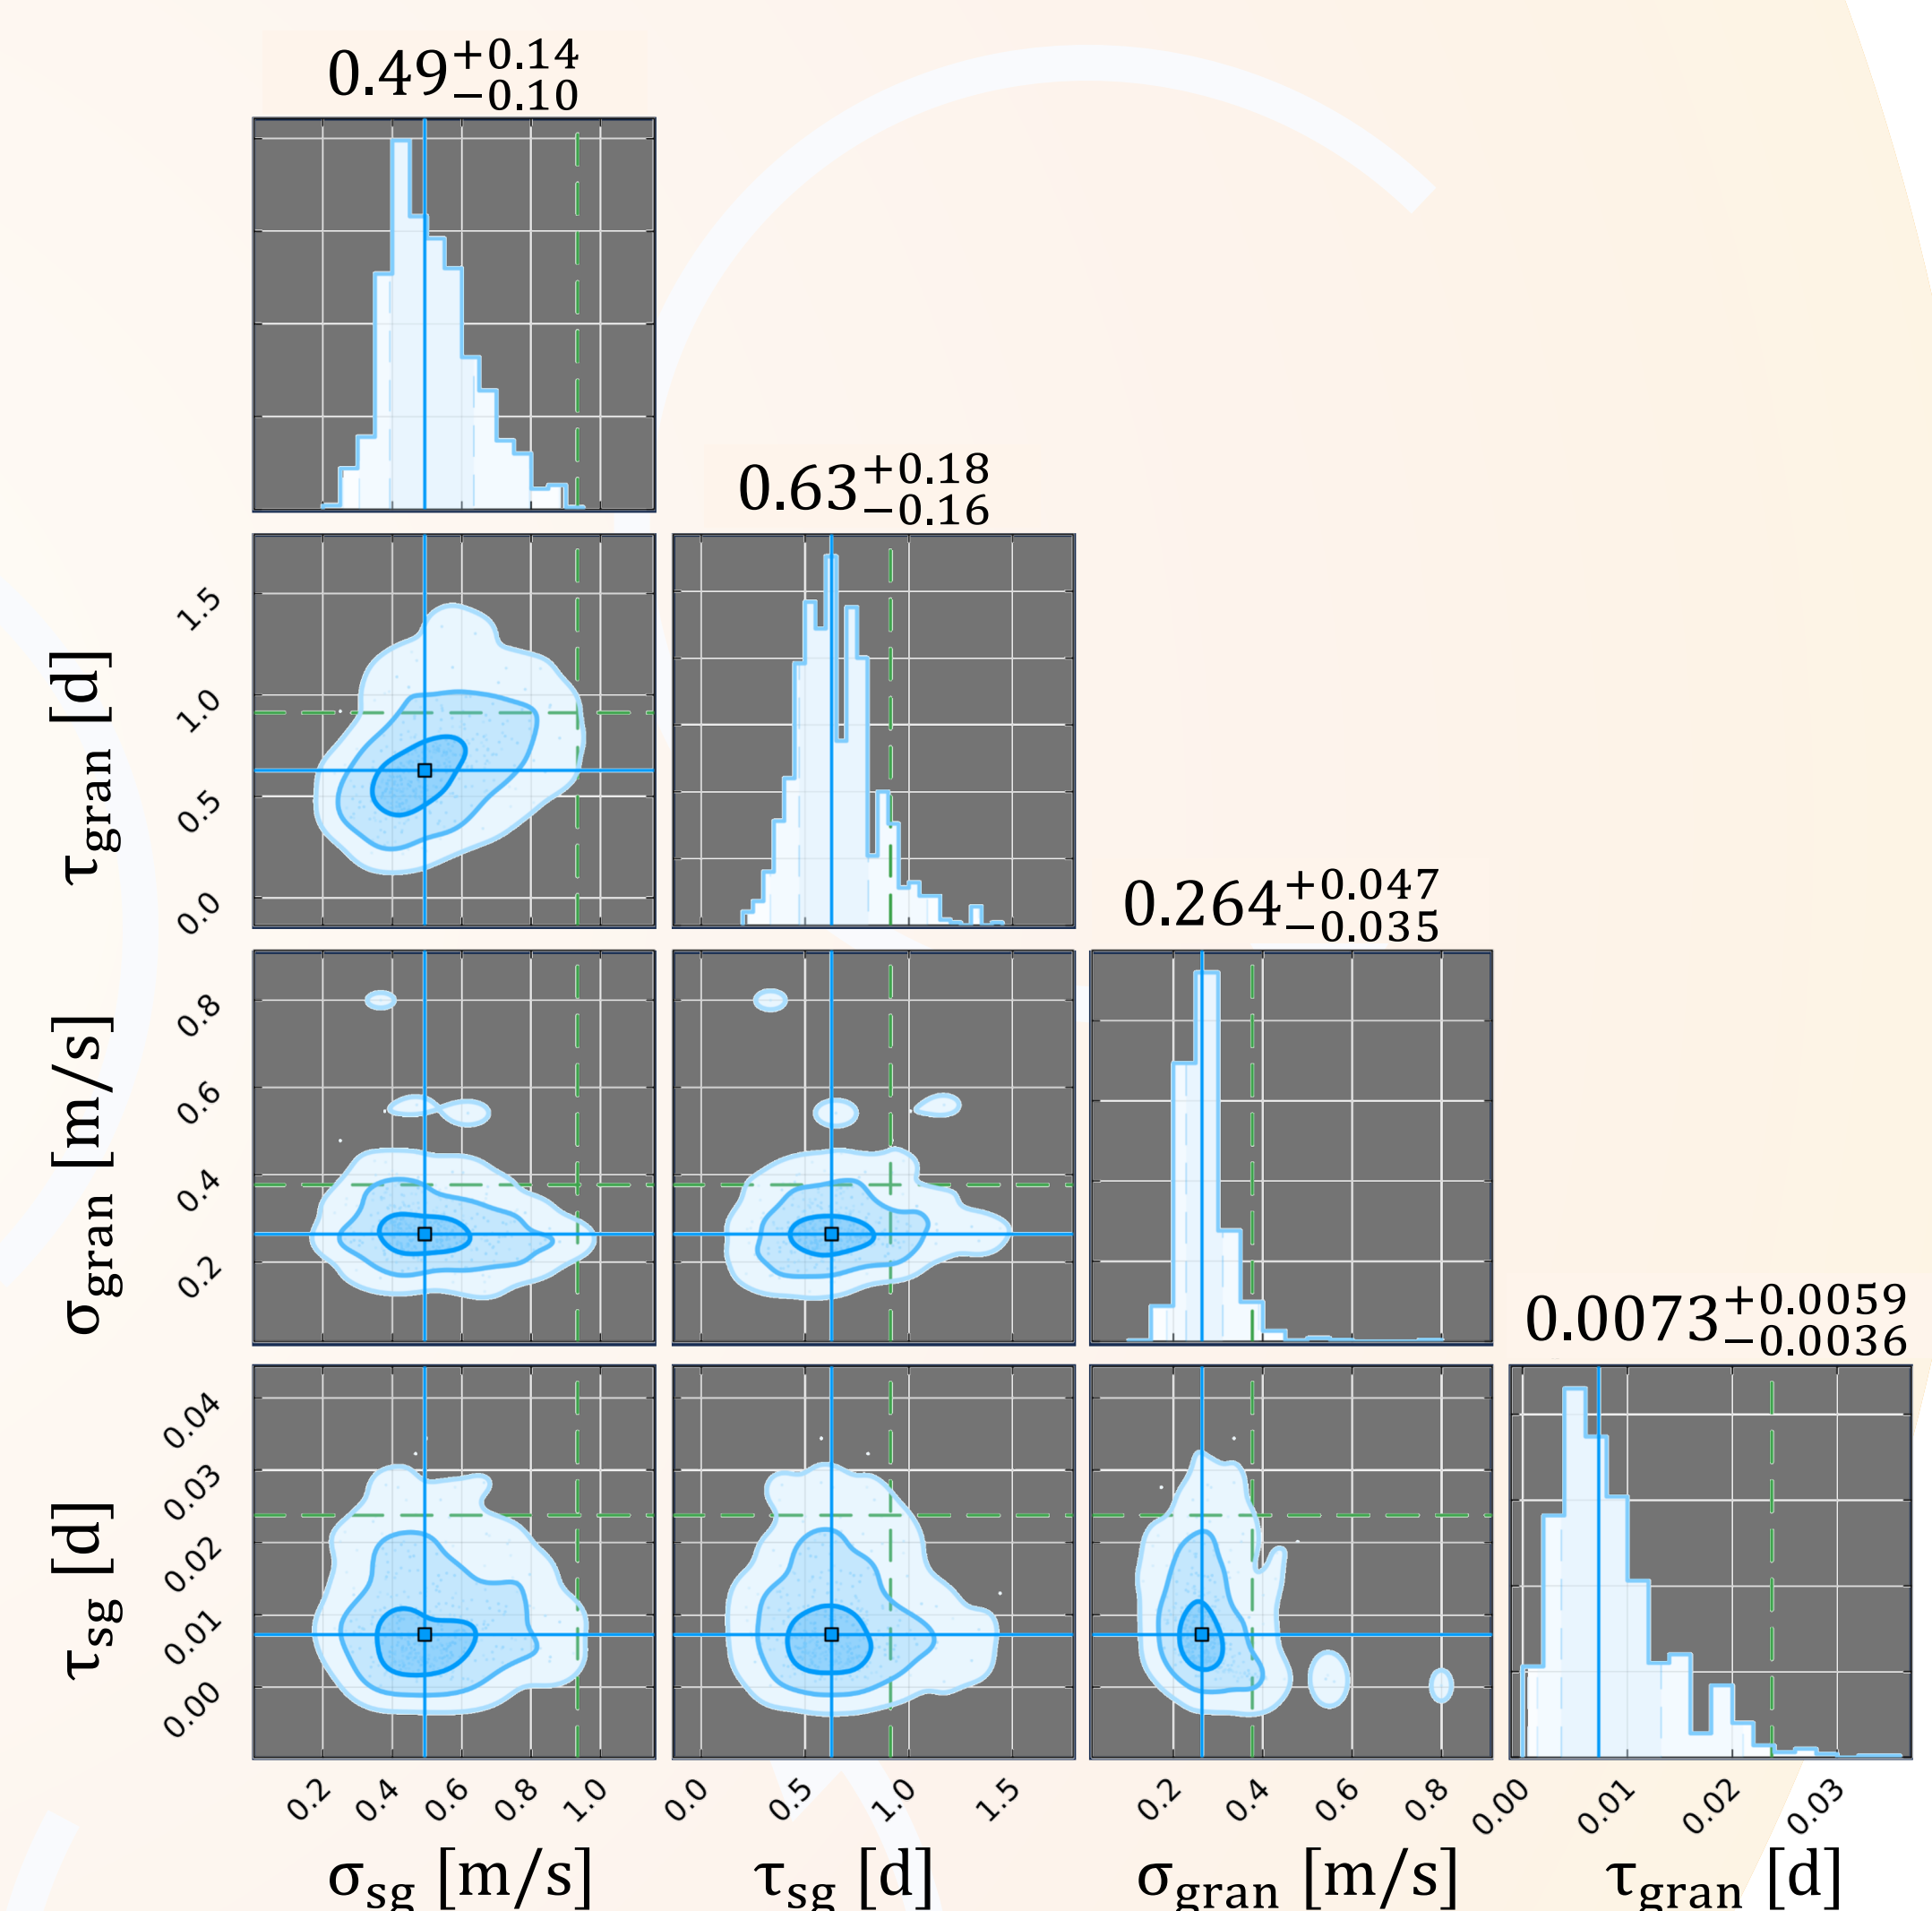 0.49 +0.14 −0.10
0.63 +0.18 −0.16
τgran [d]
1.5
1.0
0.5
0.0
0.264 +0.047 −0.035
σgran [m/s]
0.8
0.6
0.4
0.2
0.0073 +0.0059 −0.0036
τsg [d]
0.04
0.03
0.02
0.01
0.00
0.2 0.4 0.6 0.8 1.0 0.0 0.5 1.0 1.5 0.2 0.4 0.6 0.8 0.00 0.01 0.02 0.03
σsg [m/s] τsg [d] σgran [m/s] τgran [d]